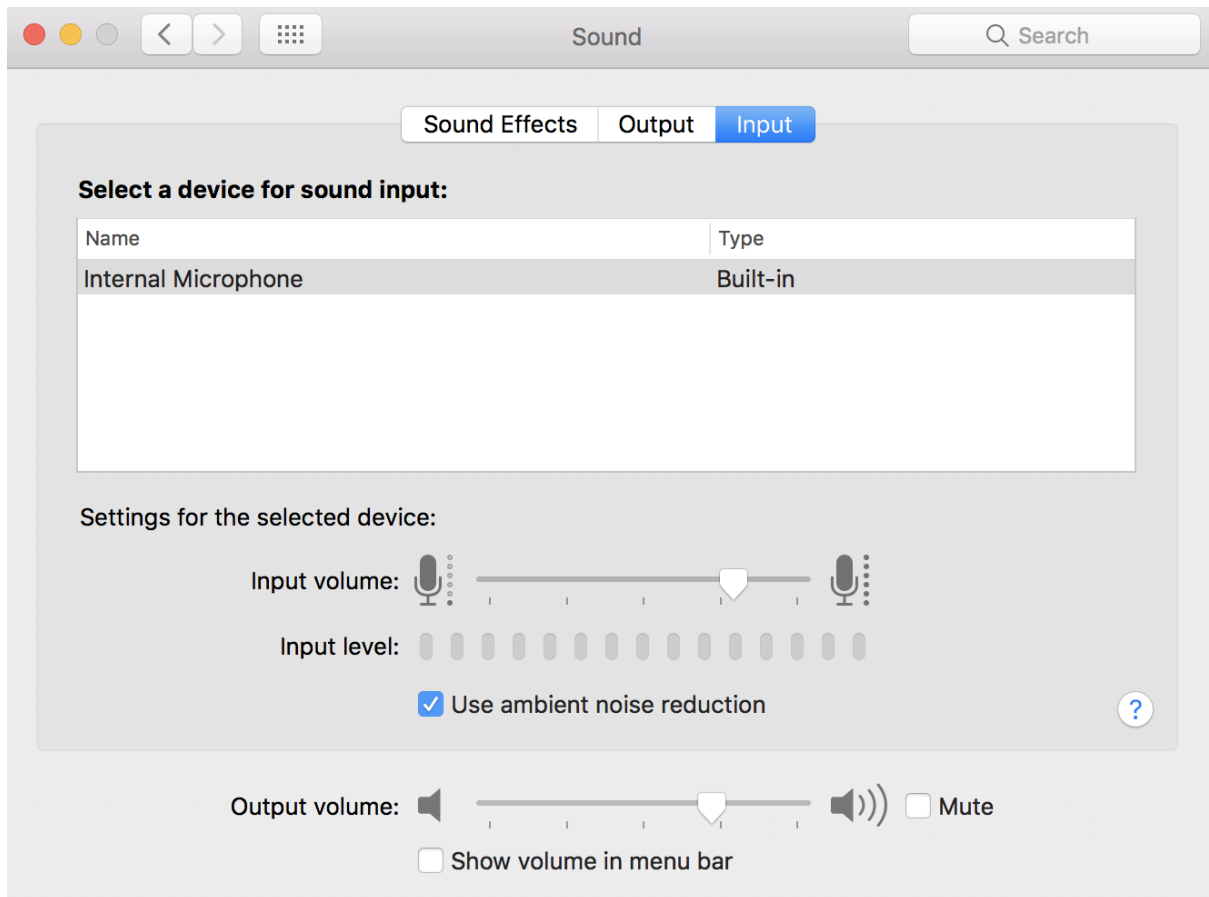 Sound
Search
Sound Effects Output Input
Select a device for sound input:
Name Type
Internal Microphone Built-in
Settings for the selected device:
Input volume:
Input level:
Use ambient noise reduction
?
Output volume: Mute
Show volume in menu bar